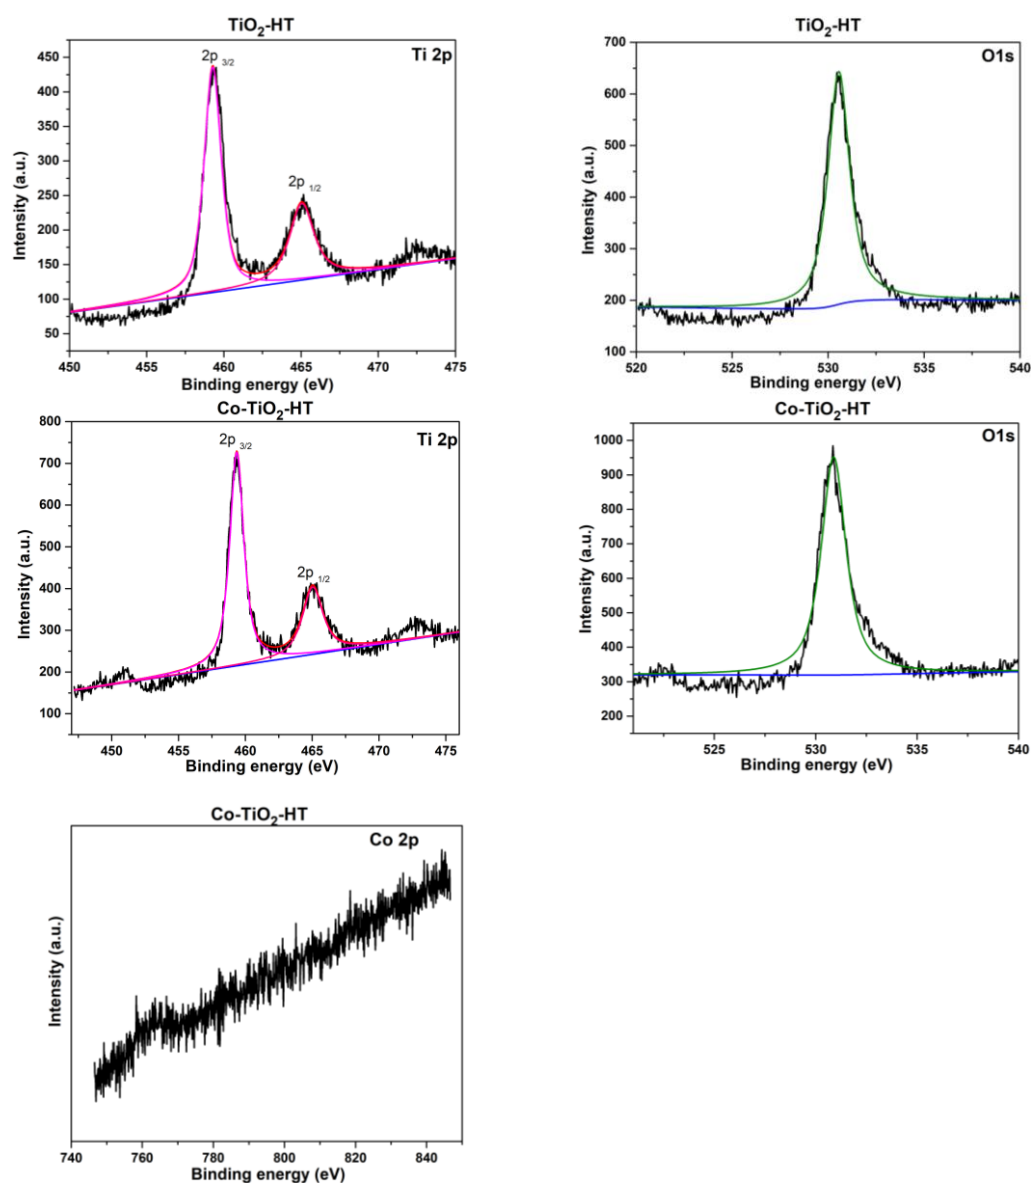 TiO2-HT
Ti 2p
2p 3/2
2p 1/2
Intensity (a.u.)
450
400
350
300
250
200
150
100
50
25
450 455 460 465 470 475
Binding energy (eV)
TiO2-HT
O1s
Intensity (a.u.)
700
600
500
400
300
200
100
520 525 530 535 540
Binding energy (eV)
Co-TiO2-HT
Ti 2p
2p 3/2
2p 1/2
Intensity (a.u.)
800
700
600
500
400
300
200
100
450 455 460 465 470 475
Binding energy (eV)
Co-TiO2-HT
O1s
Intensity (a.u.)
1000
900
800
700
600
500
400
300
200
525 530 535 540
Binding energy (eV)
Co-TiO2-HT
Co 2p
Intensity (a.u.)
740 760 780 800 820 840
Binding energy (eV)